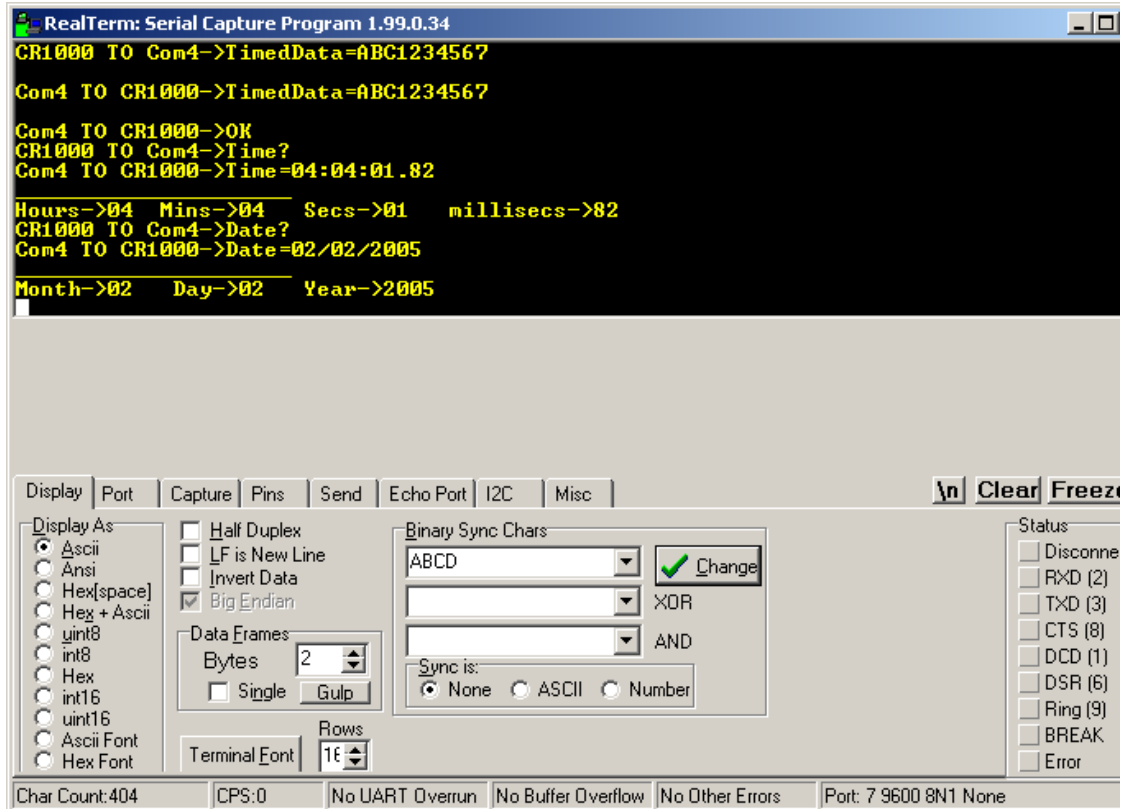 RealTerm: Serial Capture Program 1.99.0.34
CR1000 TO Com4->TimedData=ABC1234567
Com4 TO CR1000->TimedData=ABC1234567
Com4 TO CR1000->OK
CR1000 TO Com4->Time?
Com4 TO CR1000->Time=04:04:01.82
Hours->04 Mins->04 Secs->01 millisecs->82
CR1000 TO Com4->Date?
Com4 TO CR1000->Date=02/02/2005
Month->02 Day->02 Year->2005
Display Port Capture Pins Send Echo Port I2C Misc \n Clear Freeze
Display As
Ascii
Ansi
Hex[space]
Hex + Ascii
uint8
int8
Hex
int16
uint16
Ascii Font
Hex Font
Half Duplex
LF is New Line
Invert Data
Big Endian
Data Frames
Bytes 2
Single Gulp
Rows
Terminal Font 16
Binary Sync Chars
ABCD Change
XOR
AND
Sync is:
None ASCII Number
Status
Disconne
RXD (2)
TXD (3)
CTS (8)
DCD (1)
DSR (6)
Ring (9)
BREAK
Error
Char Count:404 CPS:0 No UART Overrun No Buffer Overflow No Other Errors Port: 7 9600 8N1 None